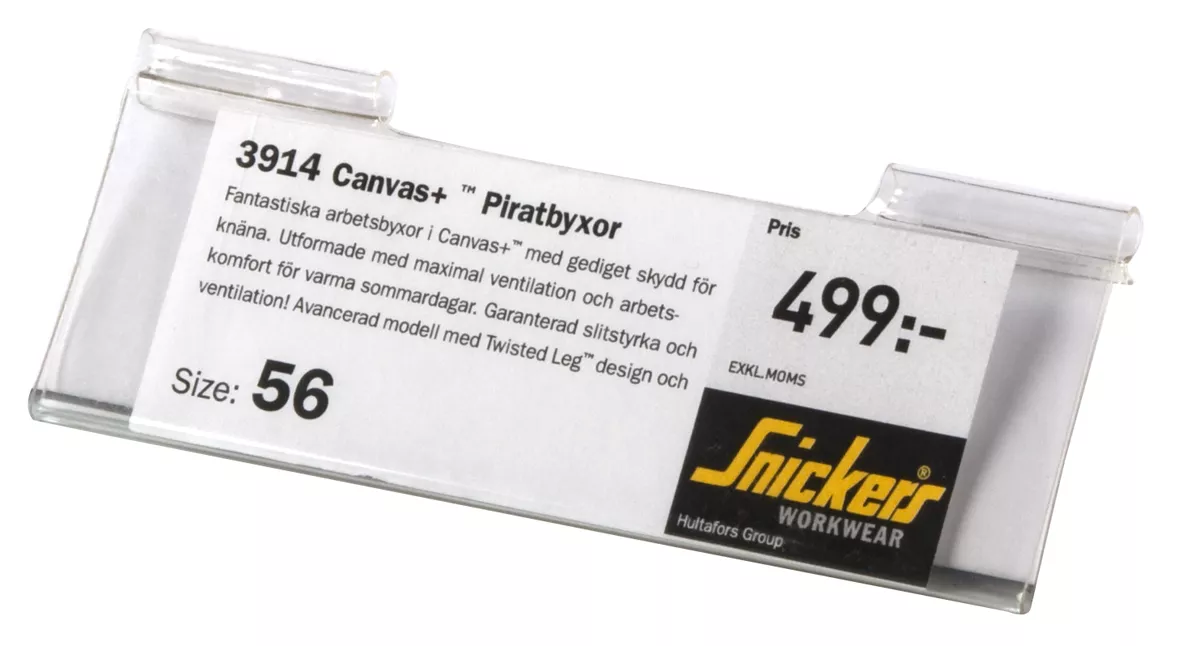 3914 Canvas+ ™ Piratbyxor
Fantastiska arbetsbyxor i Canvas+™ med gediget skydd för
knäna. Utformade med maximal ventilation och arbets-
komfort för varma sommardagar. Garanterad slitstyrka och
ventilation! Avancerad modell med Twisted Leg™ design och
Size: 56
Pris
499:-
EXKL.MOMS
Snickers®
WORKWEAR
Hultafors Group